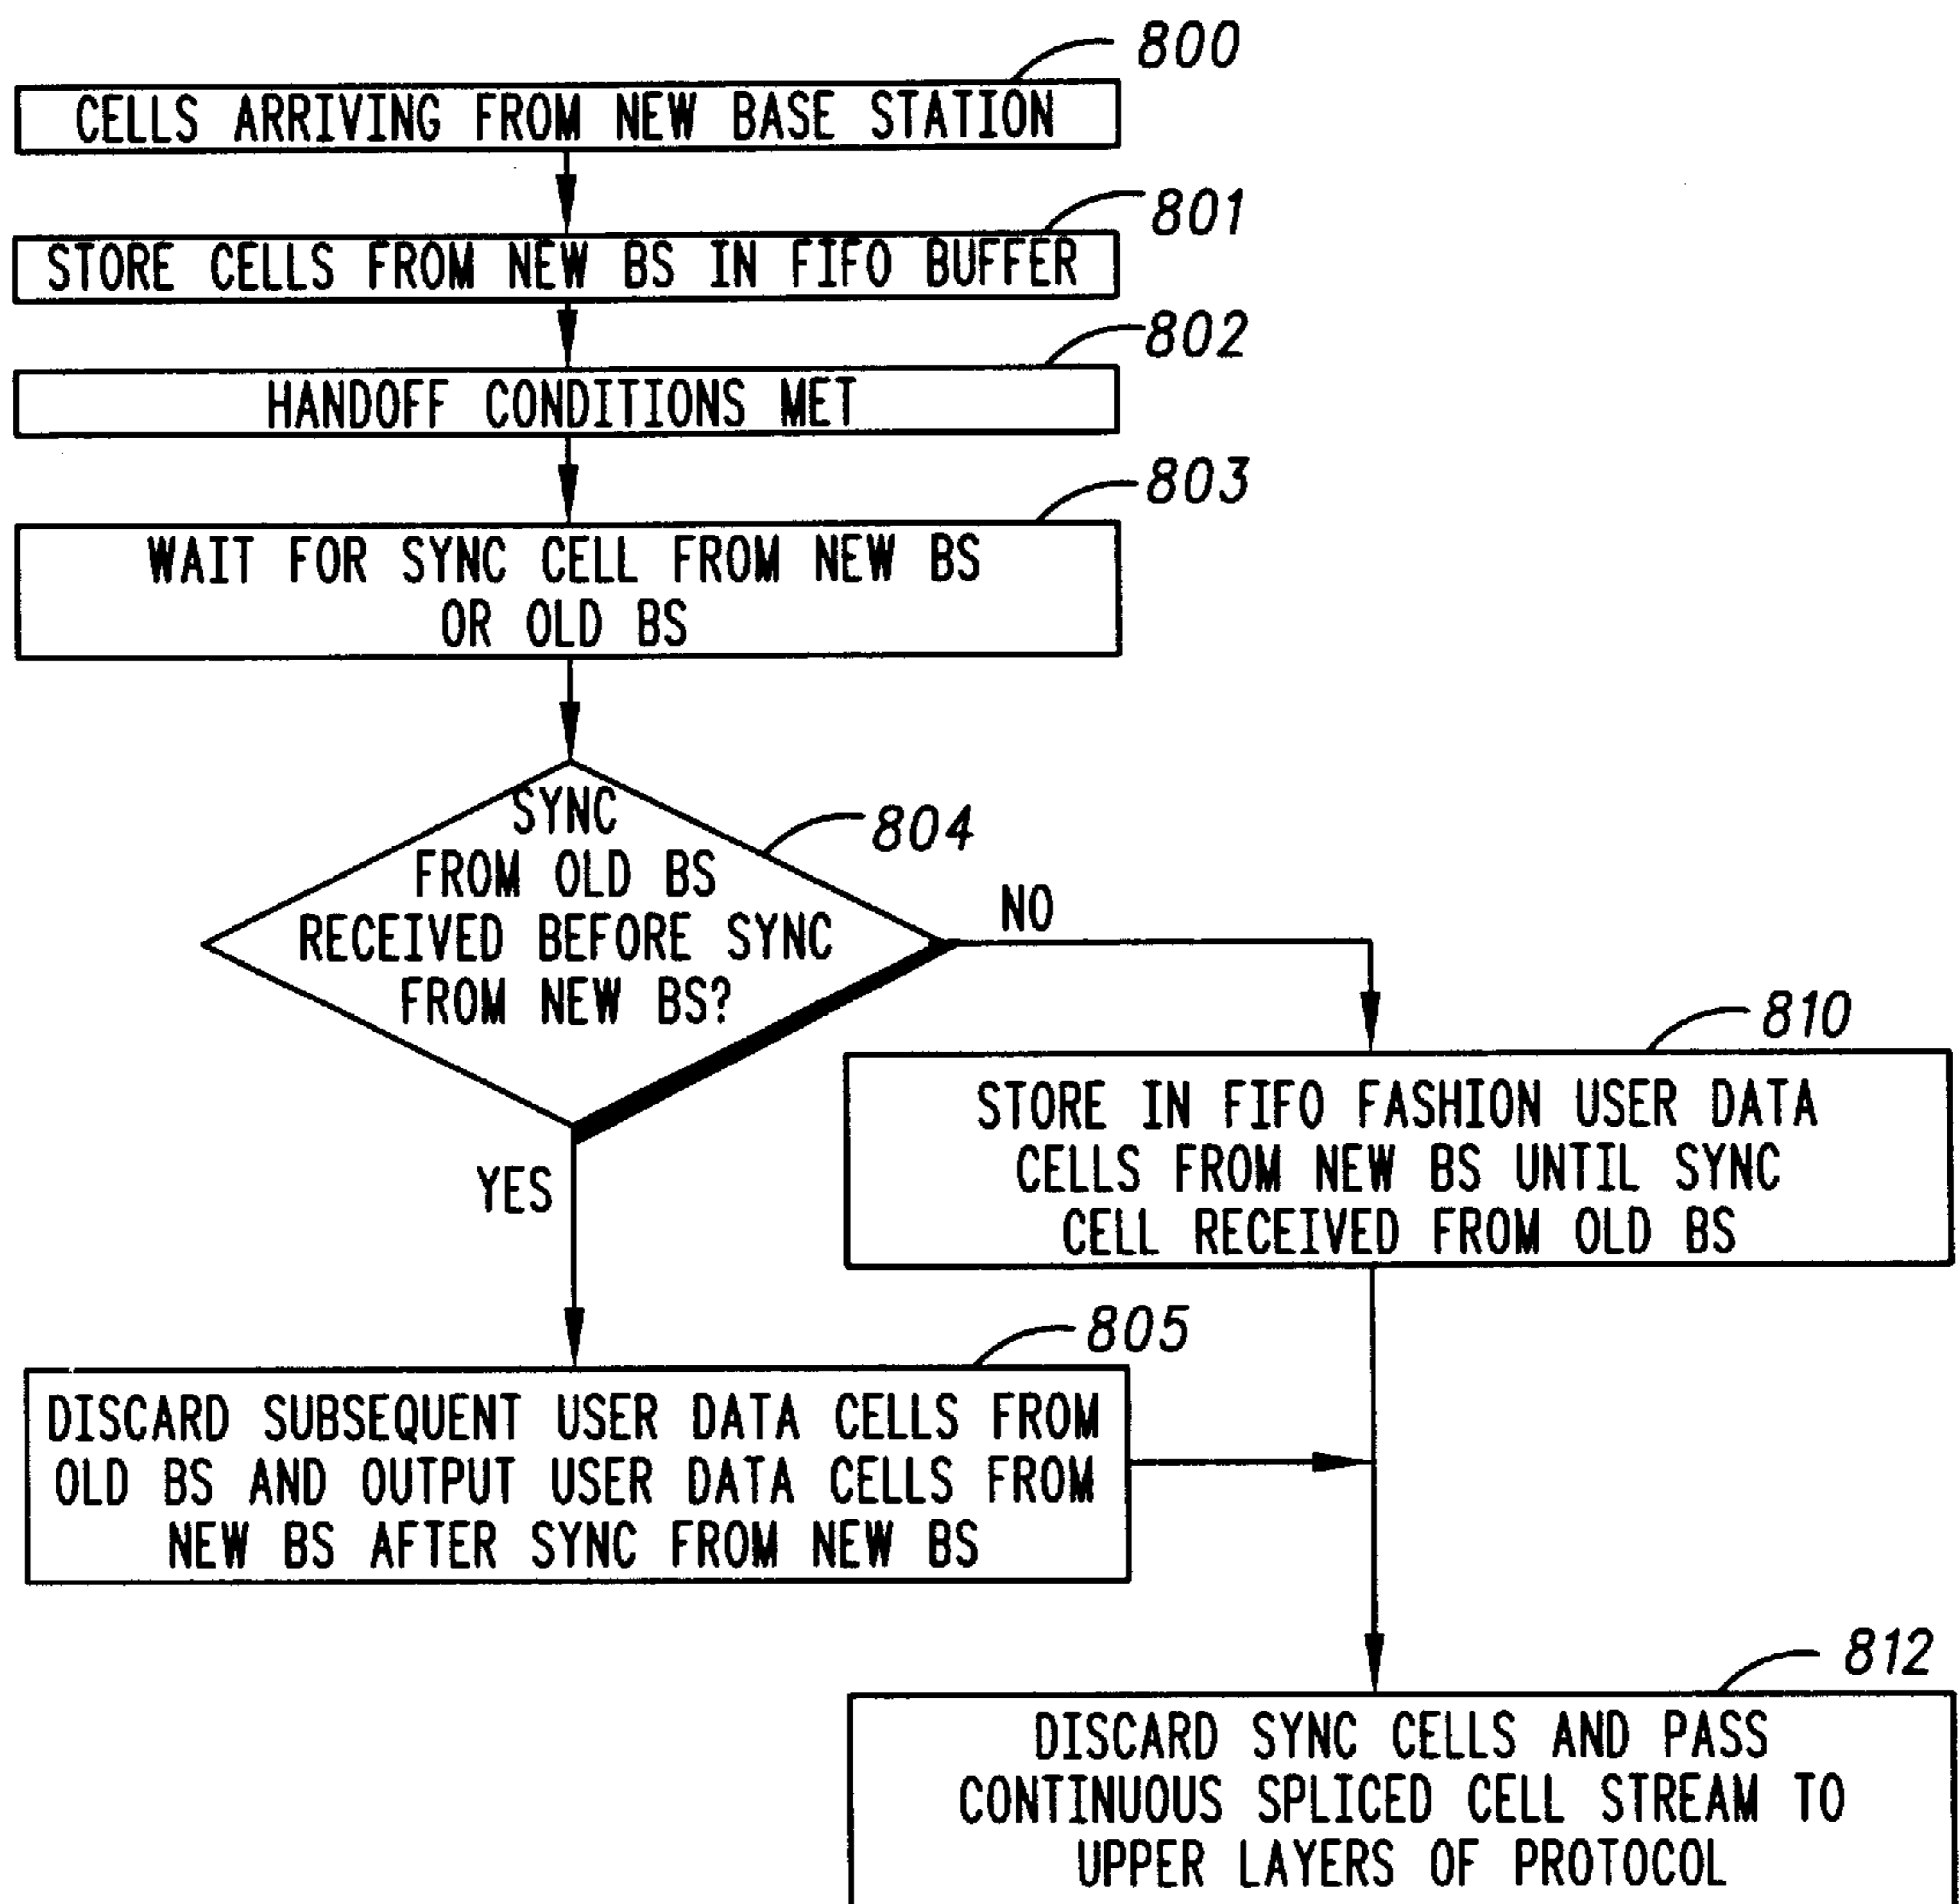 800
CELLS ARRIVING FROM NEW BASE STATION
801
STORE CELLS FROM NEW BS IN FIFO BUFFER
802
HANDOFF CONDITIONS MET
803
WAIT FOR SYNC CELL FROM NEW BS
OR OLD BS
804
SYNC
FROM OLD BS
RECEIVED BEFORE SYNC
FROM NEW BS?
NO
YES
810
STORE IN FIFO FASHION USER DATA
CELLS FROM NEW BS UNTIL SYNC
CELL RECEIVED FROM OLD BS
805
DISCARD SUBSEQUENT USER DATA CELLS FROM
OLD BS AND OUTPUT USER DATA CELLS FROM
NEW BS AFTER SYNC FROM NEW BS
812
DISCARD SYNC CELLS AND PASS
CONTINUOUS SPLICED CELL STREAM TO
UPPER LAYERS OF PROTOCOL